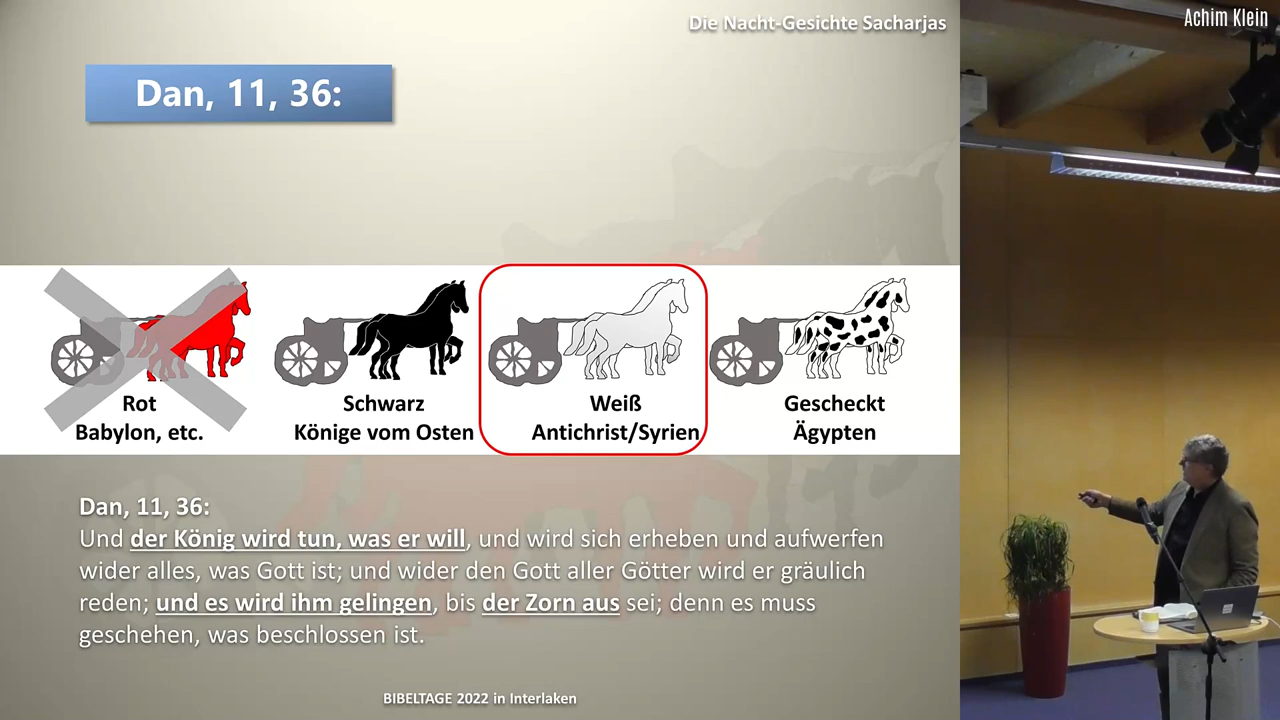 Die Nacht-Gesichte Sacharjas
Achim Klein
Dan, 11, 36:
Rot
Babylon, etc.
Schwarz
Könige vom Osten
Weiß
Antichrist/Syrien
Gescheckt
Ägypten
Dan, 11, 36:
Und der König wird tun, was er will, und wird sich erheben und aufwerfen
wider alles, was Gott ist; und wider den Gott aller Götter wird er gräulich
reden; und es wird ihm gelingen, bis der Zorn aus sei; denn es muss
geschehen, was beschlossen ist.
BIBELTAGE 2022 in Interlaken